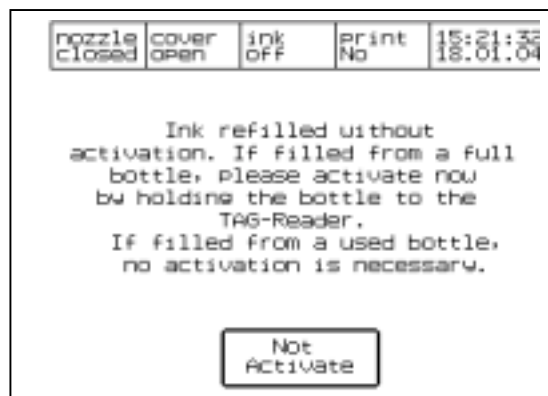 nozzle closed cover open ink off print No 15:21:32 18.01.04
Ink refilled without
activation. If filled from a full
bottle, please activate now
by holding the bottle to the
TAG-Reader.
If filled from a used bottle,
no activation is necessary.
Not
Activate